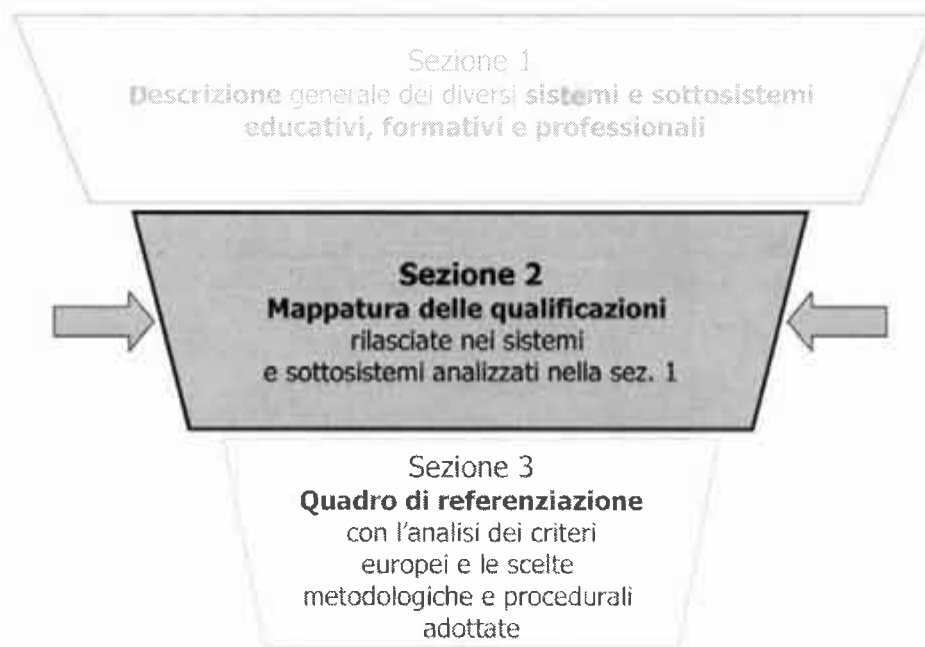 Sezione 1
Descrizione generale dei diversi sistemi e sottosistemi
educativi, formativi e professionali
Sezione 2
Mappatura delle qualificazioni
rilasciate nei sistemi
e sottosistemi analizzati nella sez. 1
Sezione 3
Quadro di referenziazione
con l'analisi dei criteri
europei e le scelte
metodologiche e procedurali
adottate